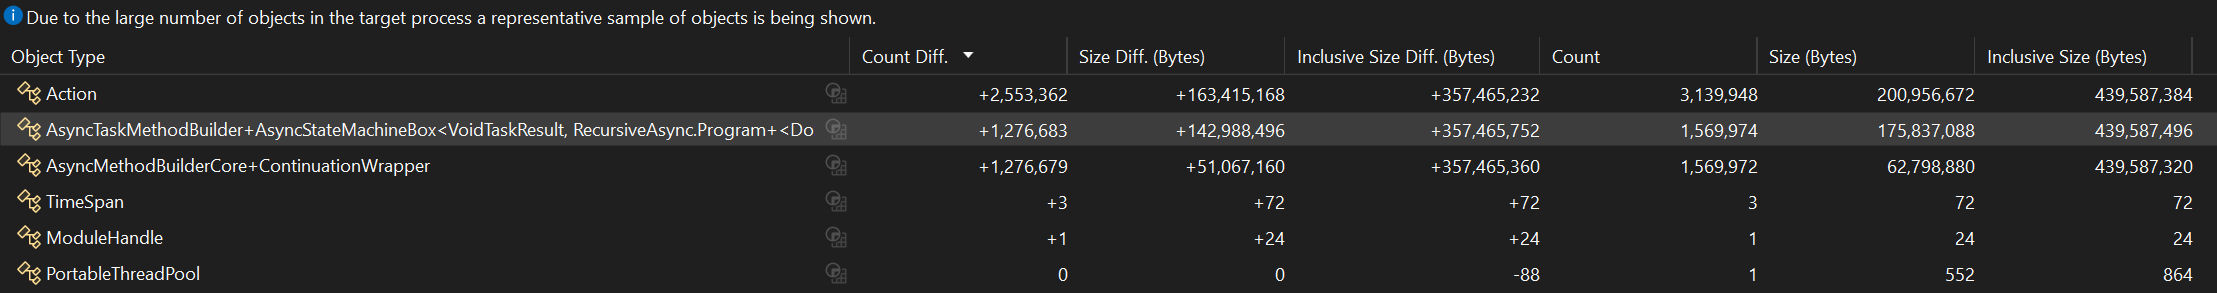 Due to the large number of objects in the target process a representative sample of objects is being shown.
Object Type Count Diff. Size Diff. (Bytes) Inclusive Size Diff. (Bytes) Count Size (Bytes) Inclusive Size (Bytes)
Action +2,553,362 +163,415,168 +357,465,232 3,139,948 200,956,672 439,587,384
AsyncTaskMethodBuilder+AsyncStateMachineBox<VoidTaskResult, RecursiveAsync.Program+<Do +1,276,683 +142,988,496 +357,465,752 1,569,974 175,837,088 439,587,496
AsyncMethodBuilderCore+ContinuationWrapper +1,276,679 +51,067,160 +357,465,360 1,569,972 62,798,880 439,587,320
TimeSpan +3 +72 +72 3 72 72
ModuleHandle +1 +24 +24 1 24 24
PortableThreadPool 0 0 -88 1 552 864